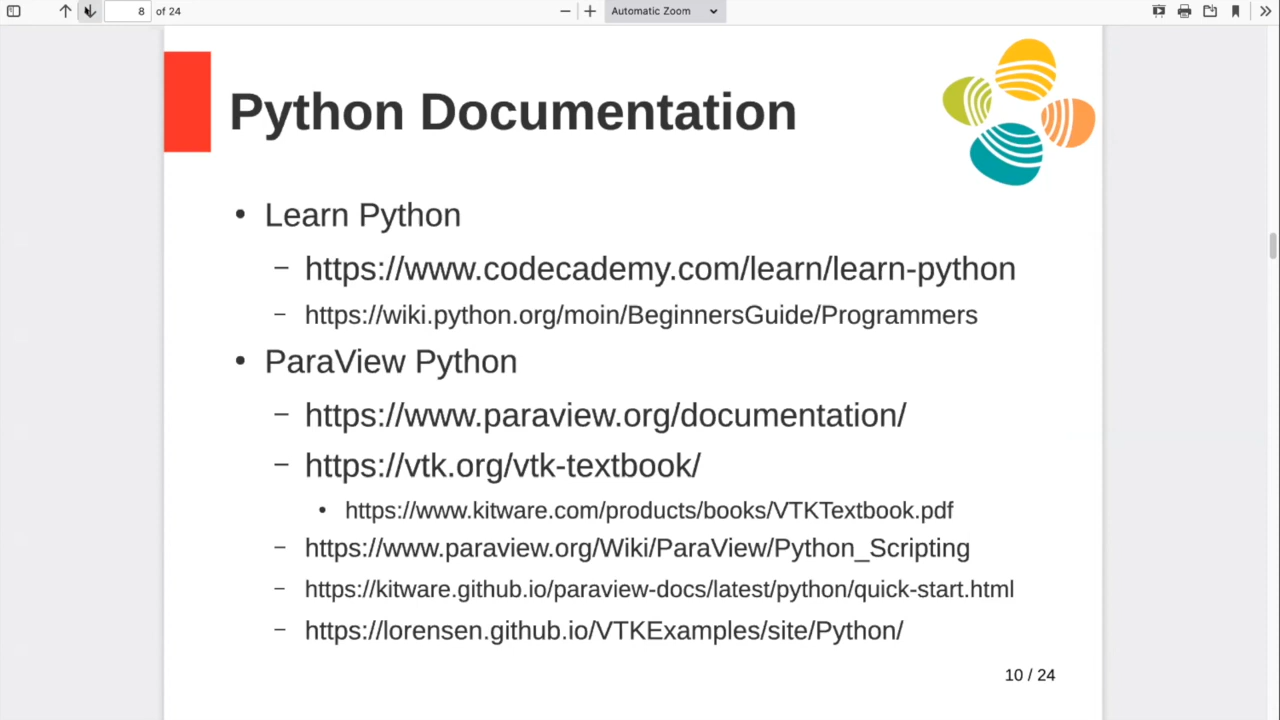 8 of 24 Automatic Zoom
Python Documentation
• Learn Python
– https://www.codecademy.com/learn/learn-python
– https://wiki.python.org/moin/BeginnersGuide/Programmers
• ParaView Python
– https://www.paraview.org/documentation/
– https://vtk.org/vtk-textbook/
• https://www.kitware.com/products/books/VTKTextbook.pdf
– https://www.paraview.org/Wiki/ParaView/Python_Scripting
– https://kitware.github.io/paraview-docs/latest/python/quick-start.html
– https://lorensen.github.io/VTKExamples/site/Python/
10 / 24